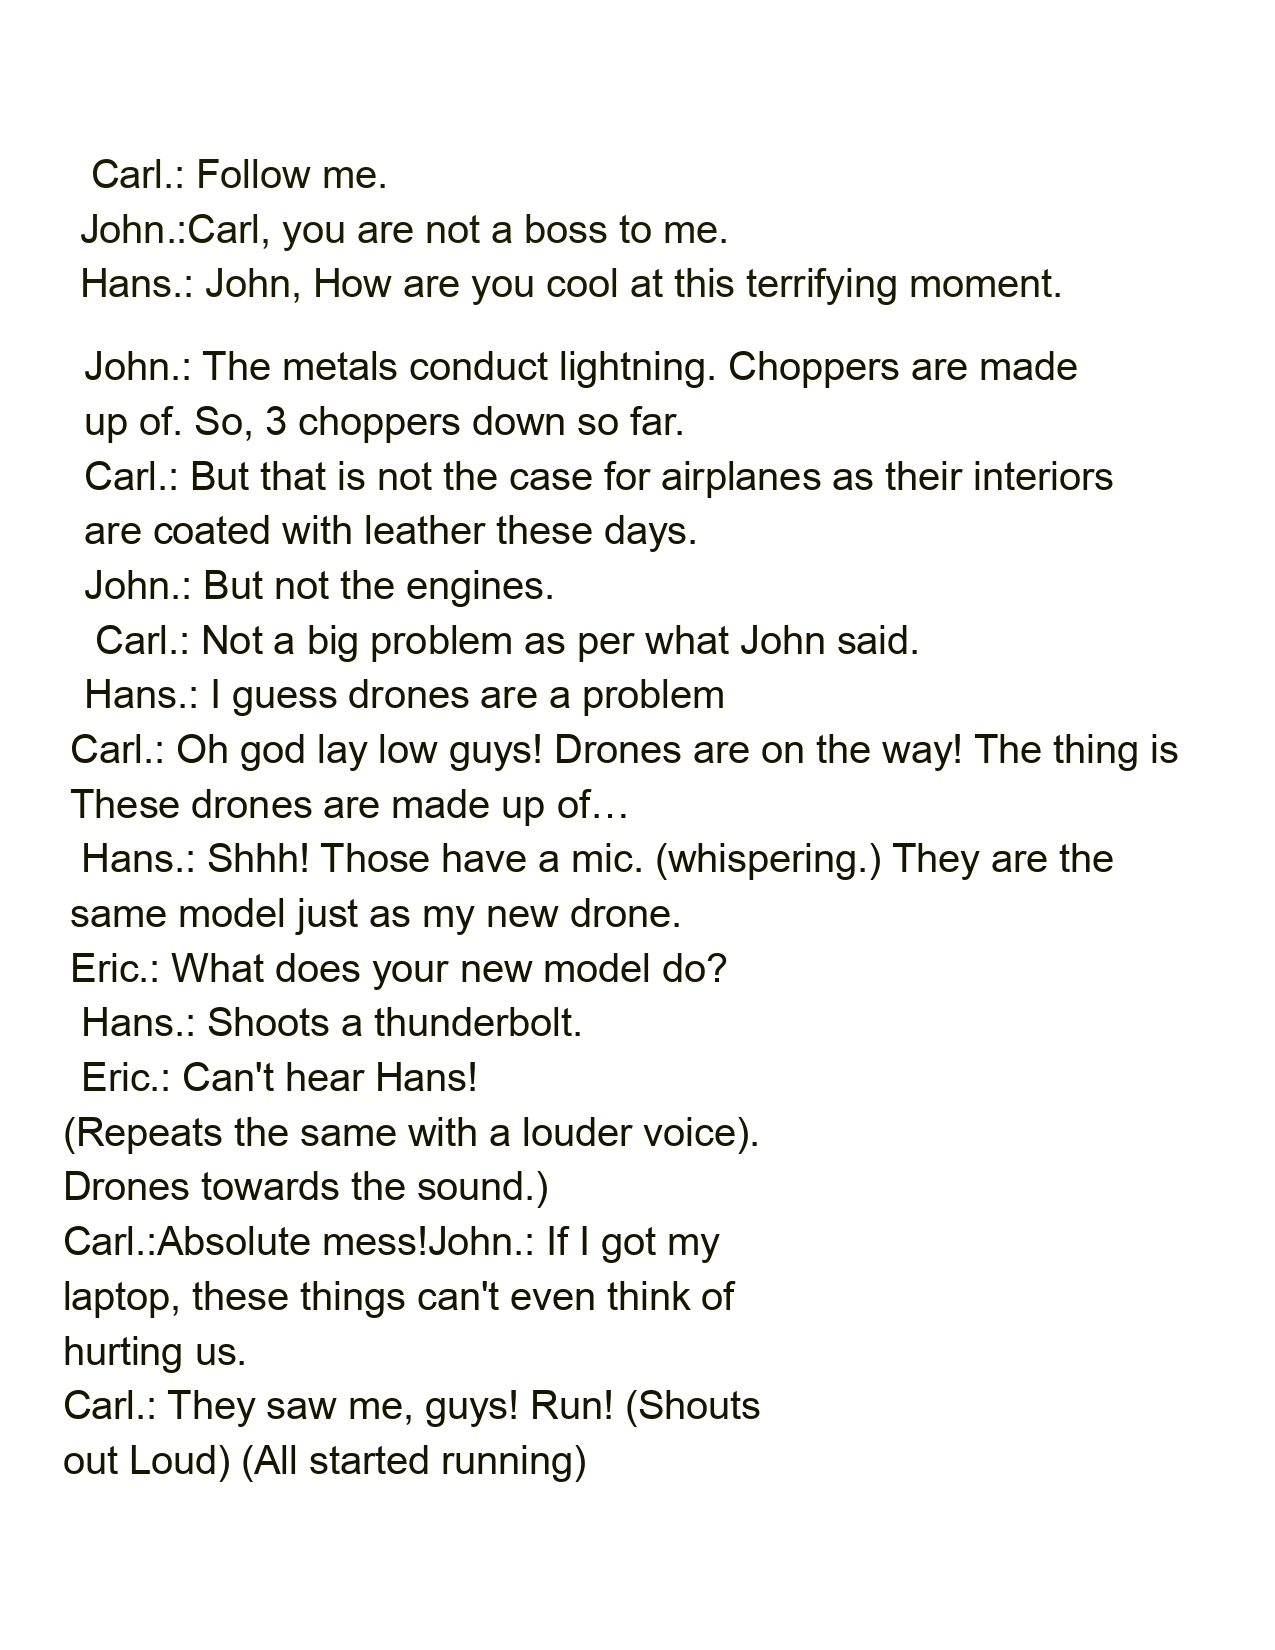 Carl.: Follow me.
John.:Carl, you are not a boss to me.
Hans.: John, How are you cool at this terrifying moment.
John.: The metals conduct lightning. Choppers are made
up of. So, 3 choppers down so far.
Carl.: But that is not the case for airplanes as their interiors
are coated with leather these days.
John.: But not the engines.
Carl.: Not a big problem as per what John said.
Hans.: I guess drones are a problem
Carl.: Oh god lay low guys! Drones are on the way! The thing is
These drones are made up of…
Hans.: Shhh! Those have a mic. (whispering.) They are the
same model just as my new drone.
Eric.: What does your new model do?
Hans.: Shoots a thunderbolt.
Eric.: Can't hear Hans!
(Repeats the same with a louder voice).
Drones towards the sound.)
Carl.:Absolute mess!John.: If I got my
laptop, these things can't even think of
hurting us.
Carl.: They saw me, guys! Run! (Shouts
out Loud) (All started running)